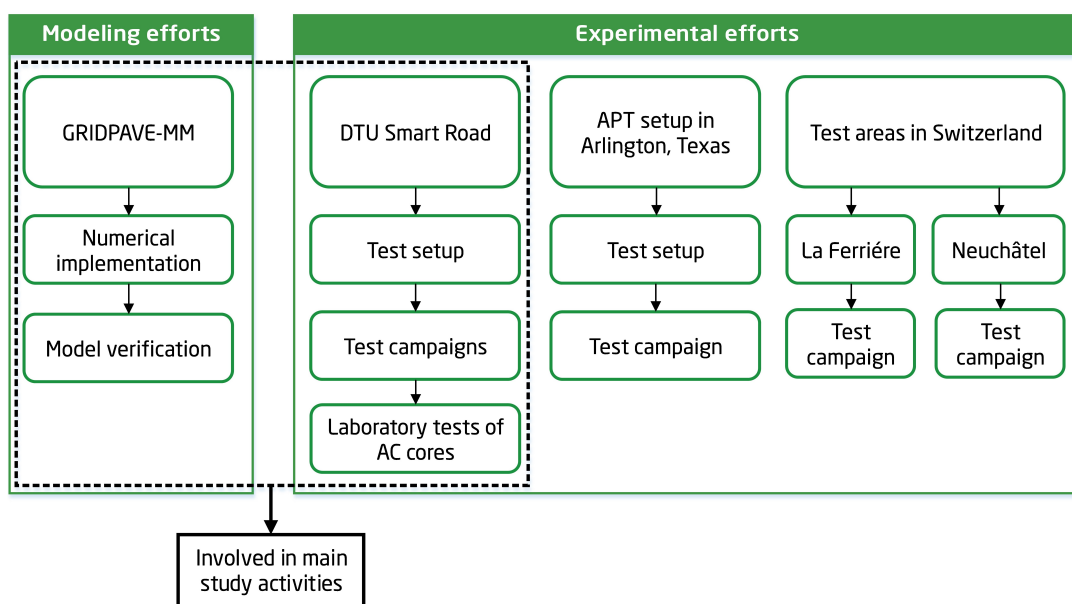 Modeling efforts
Experimental efforts
GRIDPAVE-MM
Numerical
implementation
Model verification
DTU Smart Road
Test setup
Test campaigns
Laboratory tests of
AC cores
APT setup in
Arlington, Texas
Test setup
Test campaign
Test areas in Switzerland
La Ferriére
Test
campaign
Neuchâtel
Test
campaign
Involved in main
study activities